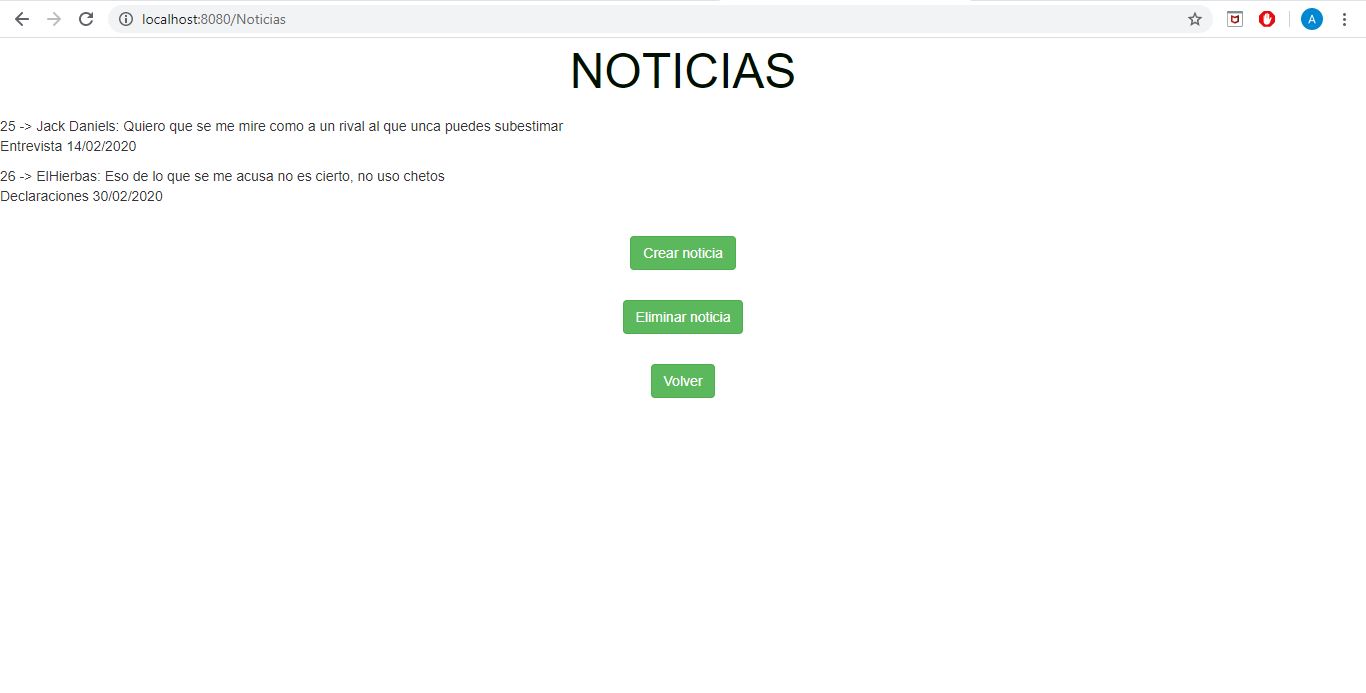 localhost:8080/Noticias
A
NOTICIAS
25 -> Jack Daniels: Quiero que se me mire como a un rival al que unca puedes subestimar
Entrevista 14/02/2020
26 -> ElHierbas: Eso de lo que se me acusa no es cierto, no uso chetos
Declaraciones 30/02/2020
Crear noticia
Eliminar noticia
Volver